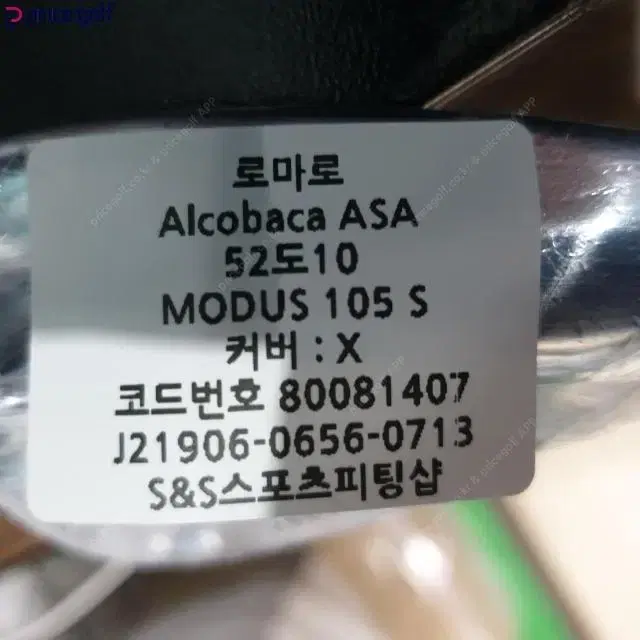 로마로
Alcobaca ASA
52도10
MODUS 105 S
커버 : X
코드번호 80081407
J21906-0656-0713
S&S스포츠피팅샵